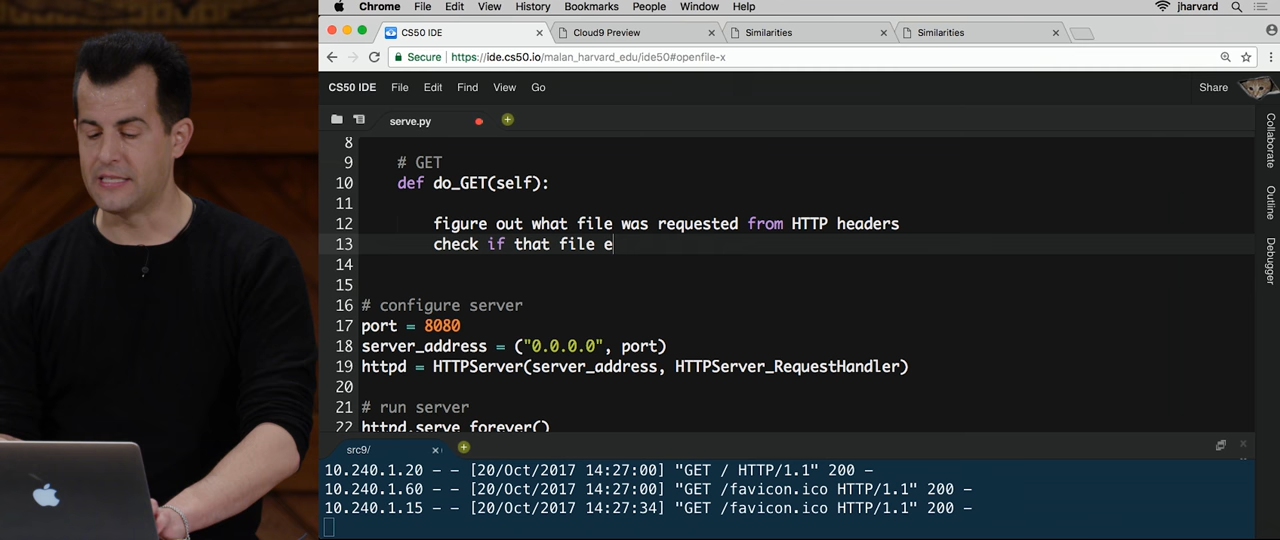 Chrome File Edit View History Bookmarks People Window Help jharvard
CS50 IDE Cloud9 Preview Similarities Similarities
Secure https://ide.cs50.io/malan_harvard_edu/ide50#openfile-x
CS50 IDE File Edit Find View Go Share
serve.py
8
9 # GET
10 def do_GET(self):
11
12 figure out what file was requested from HTTP headers
13 check if that file e
14
15
16 # configure server
17 port = 8080
18 server_address = ("0.0.0.0", port)
19 httpd = HTTPServer(server_address, HTTPServer_RequestHandler)
20
21 # run server
22 httpd.serve_forever()
Collaborate
Outline
Debugger
src9/
10.240.1.20 - - [20/Oct/2017 14:27:00] "GET / HTTP/1.1" 200 -
10.240.1.60 - - [20/Oct/2017 14:27:00] "GET /favicon.ico HTTP/1.1" 200 -
10.240.1.15 - - [20/Oct/2017 14:27:34] "GET /favicon.ico HTTP/1.1" 200 -